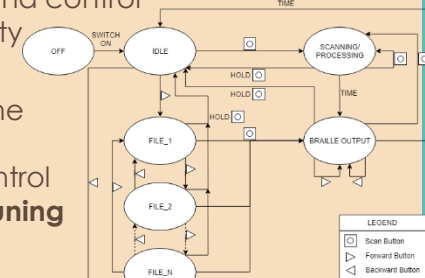 nd control
ty
ne
ntrol
uning
TIME
SWITCH
ON
OFF
IDLE
SCANNING/
PROCESSING
HOLD
HOLD
TIME
HOLD
FILE_1
BRAILLE OUTPUT
FILE_2
FILE_N
LEGEND
Scan Button
Forward Button
Backward Button